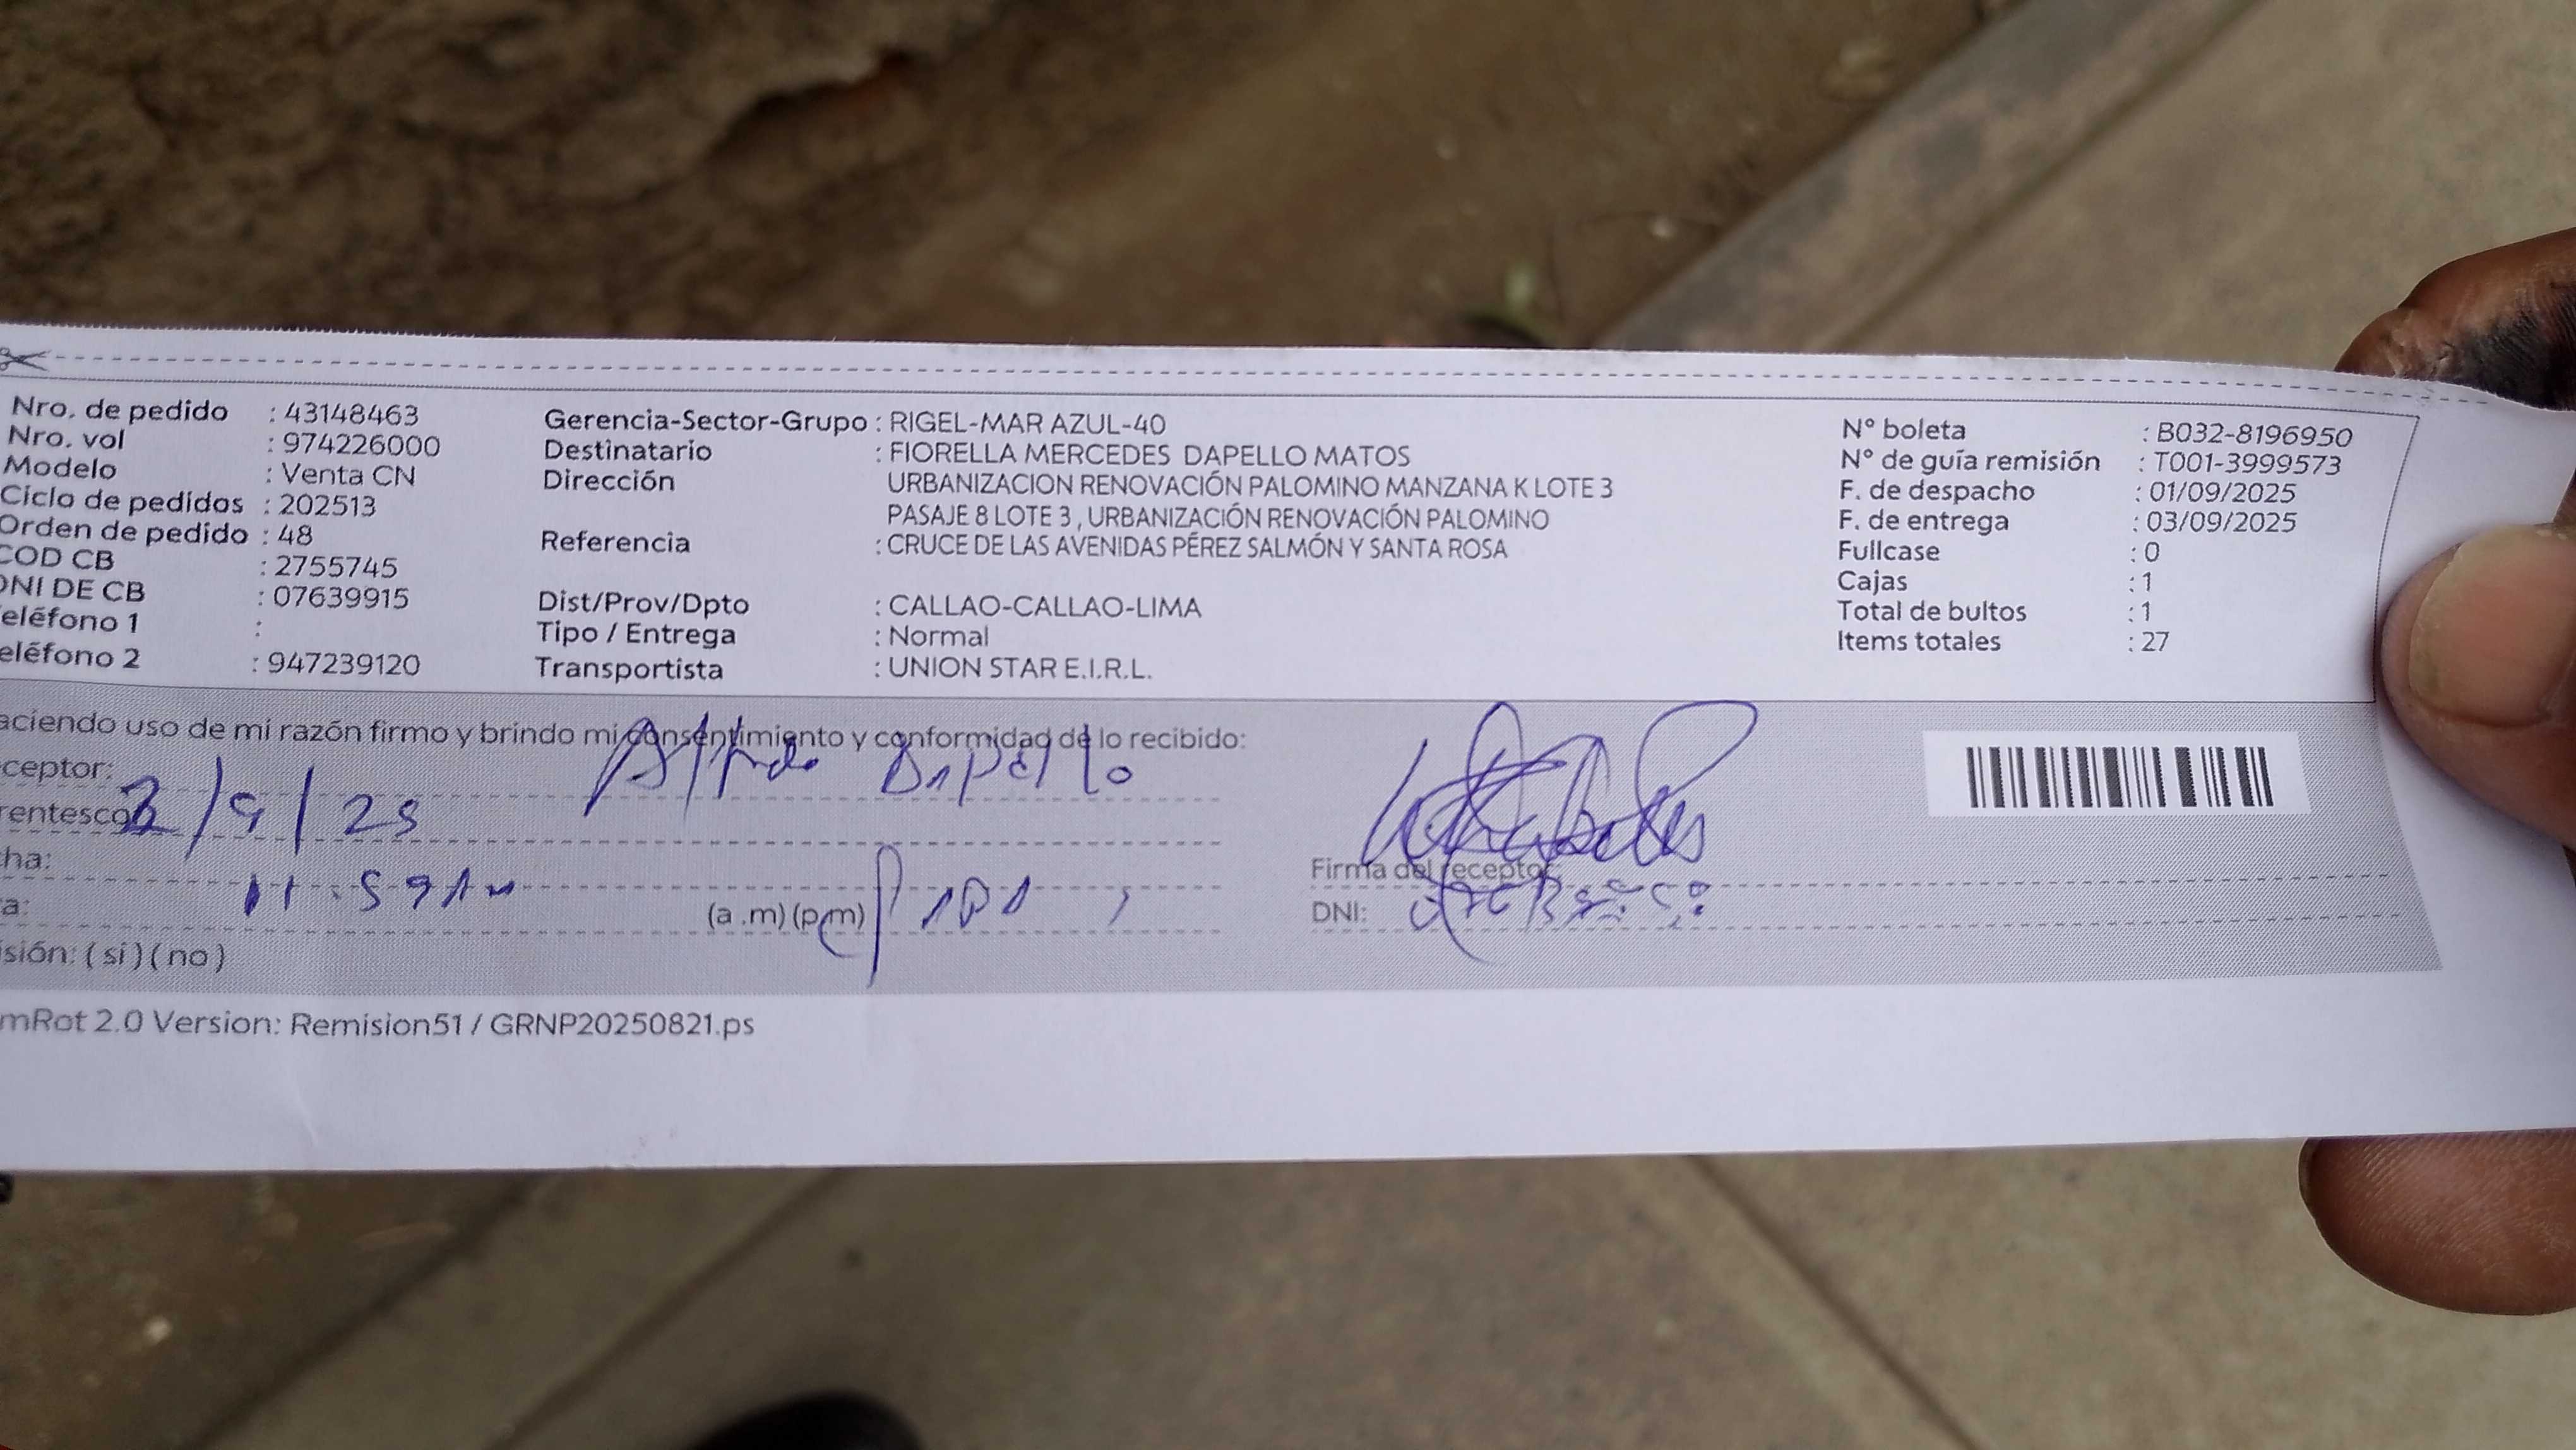 Nro. de pedido : 43148463
Nro. vol : 974226000
Modelo : Venta CN
Ciclo de pedidos : 202513
Orden de pedido : 48
COD CB : 2755745
DNI DE CB : 07639915
eléfono 1 :
eléfono 2 : 947239120
Gerencia-Sector-Grupo : RIGEL-MAR AZUL-40
Destinatario : FIORELLA MERCEDES DAPELLO MATOS
Dirección URBANIZACION RENOVACIÓN PALOMINO MANZANA K LOTE 3
PASAJE 8 LOTE 3 , URBANIZACIÓN RENOVACIÓN PALOMINO
Referencia : CRUCE DE LAS AVENIDAS PÉREZ SALMÓN Y SANTA ROSA
Dist/Prov/Dpto : CALLAO-CALLAO-LIMA
Tipo / Entrega : Normal
Transportista : UNION STAR E.I.R.L.
N° boleta : B032-8196950
N° de guía remisión : T001-3999573
F. de despacho : 01/09/2025
F. de entrega : 03/09/2025
Fullcase : 0
Cajas : 1
Total de bultos : 1
Items totales : 27
aciendo uso de mi razón firmo y brindo mi consentimiento y conformidad de lo recibido:
ceptor: Dapello
rentesco /9/25
ha: 11:59
a: (a .m) (p.m)
isión: ( si ) ( no )
Firma del receptor:
DNI:
mRot 2.0 Version: Remision51 / GRNP20250821.ps